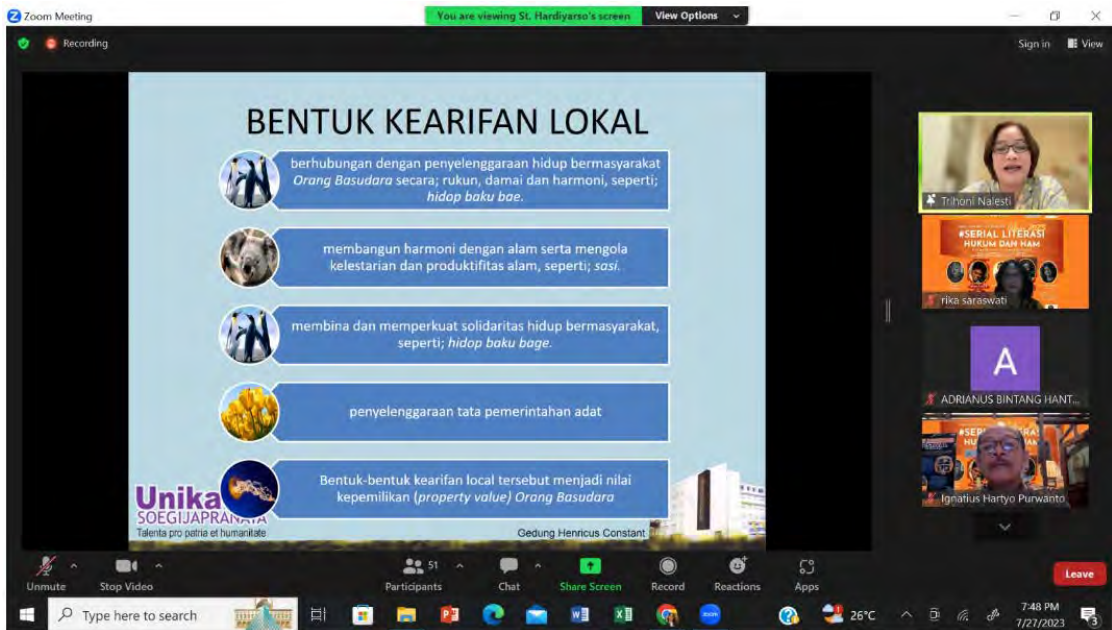 Zoom Meeting
You are viewing St. Hardiyarso's screen
View Options
Recording
Sign in
View
BENTUK KEARIFAN LOKAL
berhubungan dengan penyelenggaraan hidup bermasyarakat
Orang Basudara secara; rukun, damai dan harmoni, seperti;
hidop baku bae.
membangun harmoni dengan alam serta mengola
kelestarian dan produktifitas alam, seperti; sasi.
membina dan memperkuat solidaritas hidup bermasyarakat,
seperti; hidop baku bage.
penyelenggaraan tata pemerintahan adat
Bentuk-bentuk kearifan local tersebut menjadi nilai
kepemilikan (property value) Orang Basudara
Unika
SOEGIJAPRANATA
Talenta pro patria et humanitate
Gedung Henricus Constant
Trihoni Nalesti
#SERIAL LITERASI
HUKUM DAN HAM
rika saraswati
A
ADRIANUS BINTANG HANT...
Ignatius Hartyo Purwanto
Unmute
Stop Video
51
Participants
Chat
Share Screen
Record
Reactions
Apps
Leave
Type here to search
zoom
26°C
7:48 PM
7/27/2023
3